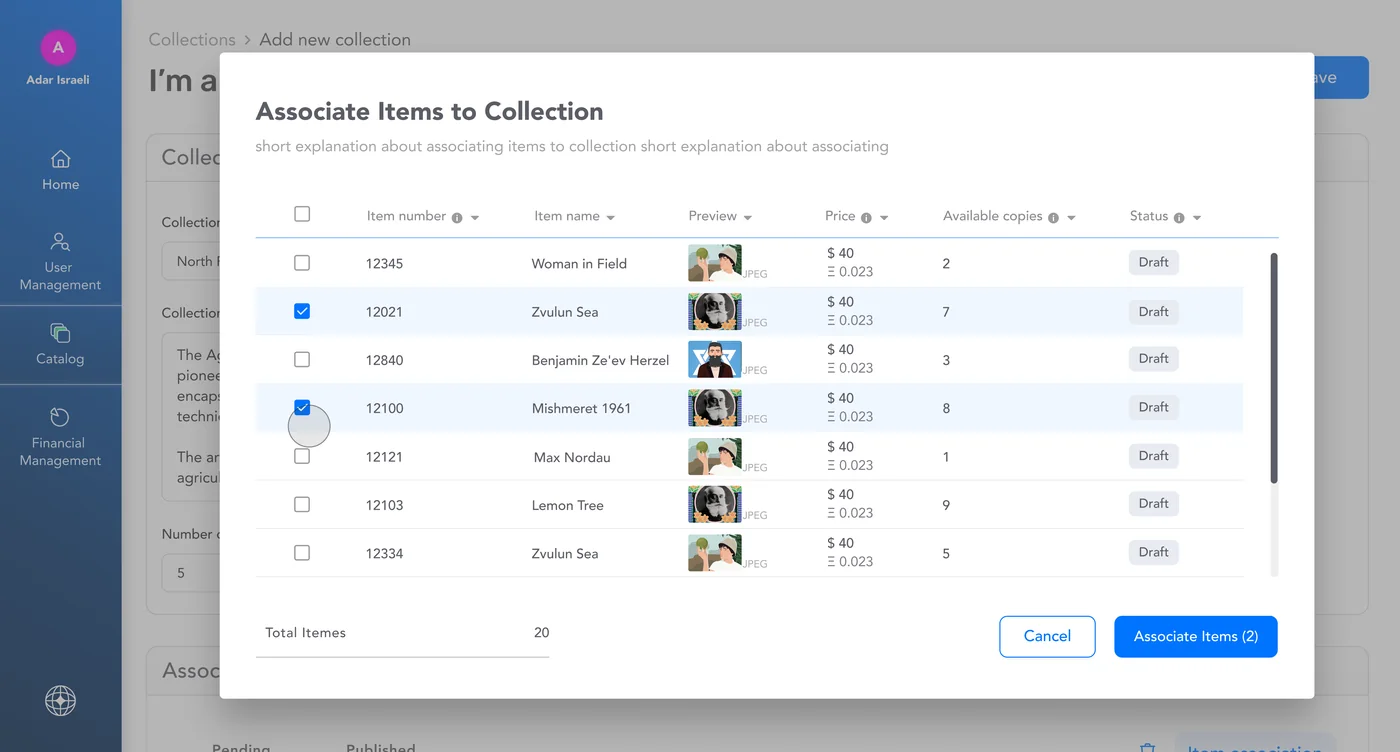 A
Adar Israeli
Home
User
Management
Catalog
Financial
Management
Collections > Add new collection
I'm a
ave
Associate Items to Collection
short explanation about associating items to collection short explanation about associating
Item number Item name Preview Price Available copies Status
12345 Woman in Field JPEG $ 40 Ξ 0.023 2 Draft
12021 Zvulun Sea JPEG $ 40 Ξ 0.023 7 Draft
12840 Benjamin Ze'ev Herzel JPEG $ 40 Ξ 0.023 3 Draft
12100 Mishmeret 1961 JPEG $ 40 Ξ 0.023 8 Draft
12121 Max Nordau JPEG $ 40 Ξ 0.023 1 Draft
12103 Lemon Tree JPEG $ 40 Ξ 0.023 9 Draft
12334 Zvulun Sea JPEG $ 40 Ξ 0.023 5 Draft
Total Itemes 20
Cancel
Associate Items (2)
Collec
Collection
North
Collection
The
pione
encaps
techni
The ar
agricul
Number
5
Assoc
Pending Published Item association